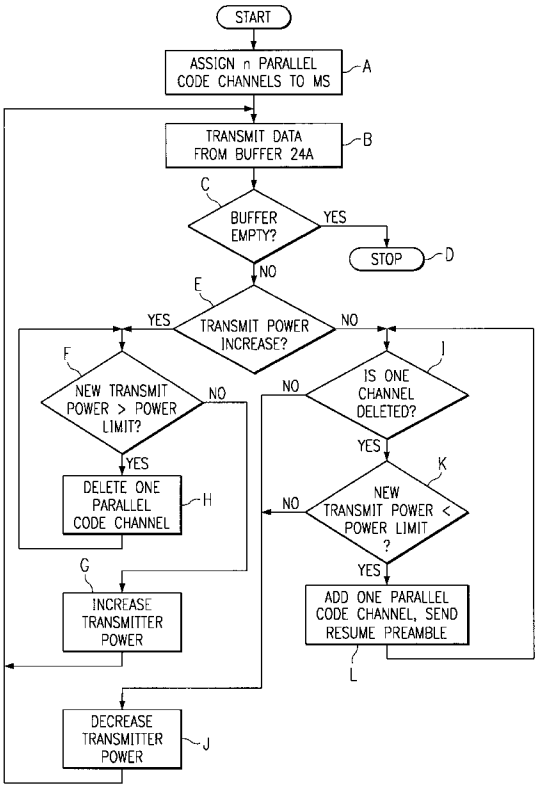 START
ASSIGN n PARALLEL
CODE CHANNELS TO MS
A
TRANSMIT DATA
FROM BUFFER 24A
B
C
BUFFER
EMPTY?
YES
STOP
D
NO
E
TRANSMIT POWER
INCREASE?
YES
NO
F
NEW TRANSMIT
POWER > POWER
LIMIT?
NO
YES
I
IS ONE
CHANNEL
DELETED?
NO
YES
DELETE ONE
PARALLEL
CODE CHANNEL
H
K
NEW
TRANSMIT POWER <
POWER LIMIT
?
NO
YES
G
INCREASE
TRANSMITTER
POWER
ADD ONE PARALLEL
CODE CHANNEL, SEND
RESUME PREAMBLE
L
DECREASE
TRANSMITTER
POWER
J